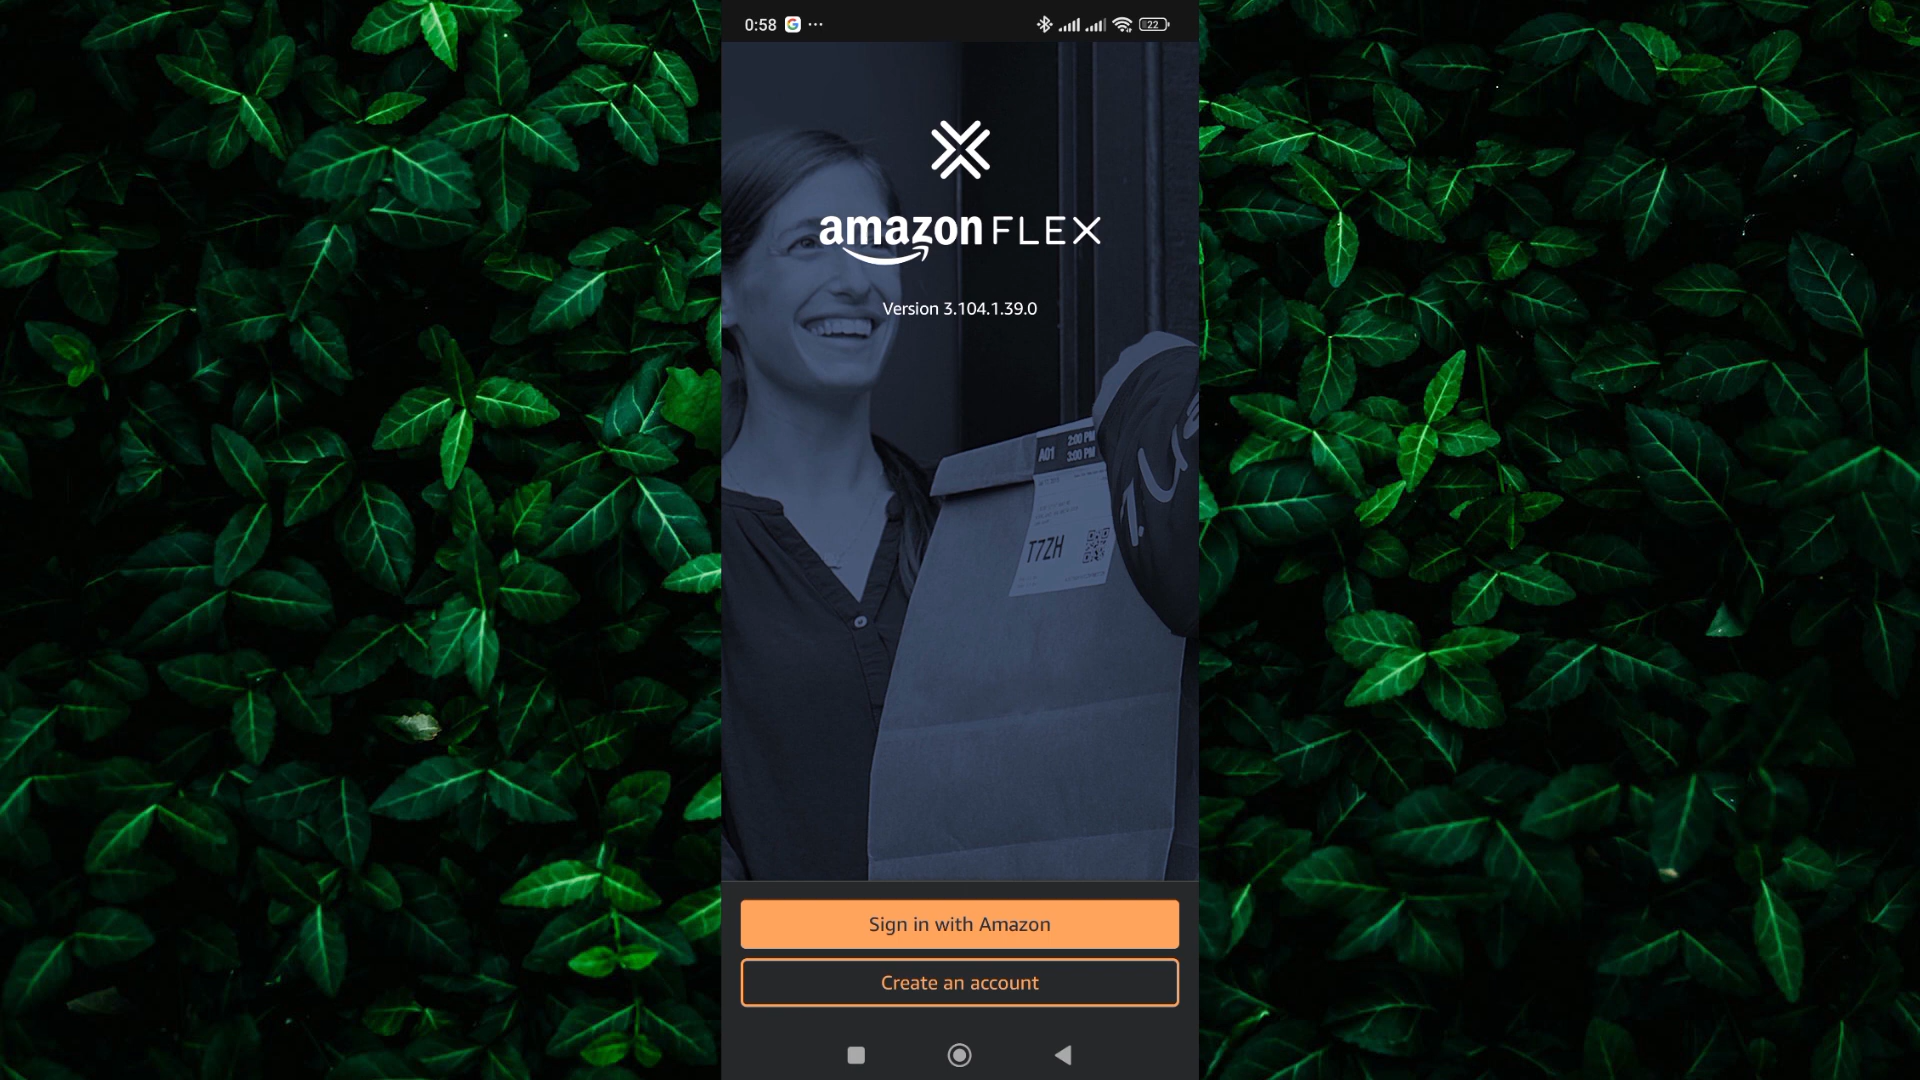 0:58
22
amazon FLEX
Version 3.104.1.39.0
A01 2:00 PM
3:00 PM
T7ZH
Sign in with Amazon
Create an account